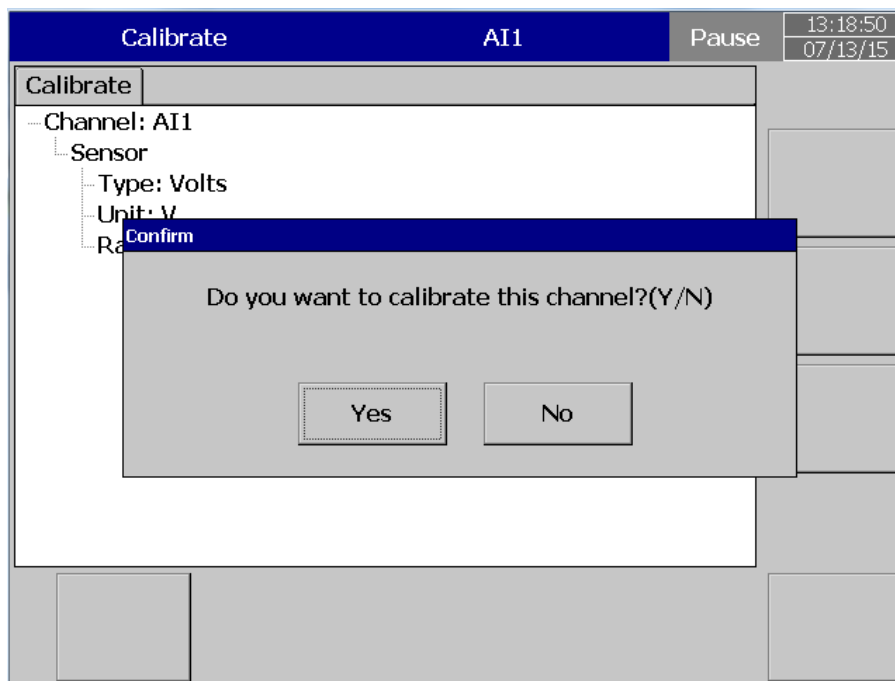 Calibrate AI1 Pause 13:18:50
07/13/15
Calibrate
Channel: AI1
Sensor
Type: Volts
Unit: V
Confirm
Do you want to calibrate this channel?(Y/N)
Yes No